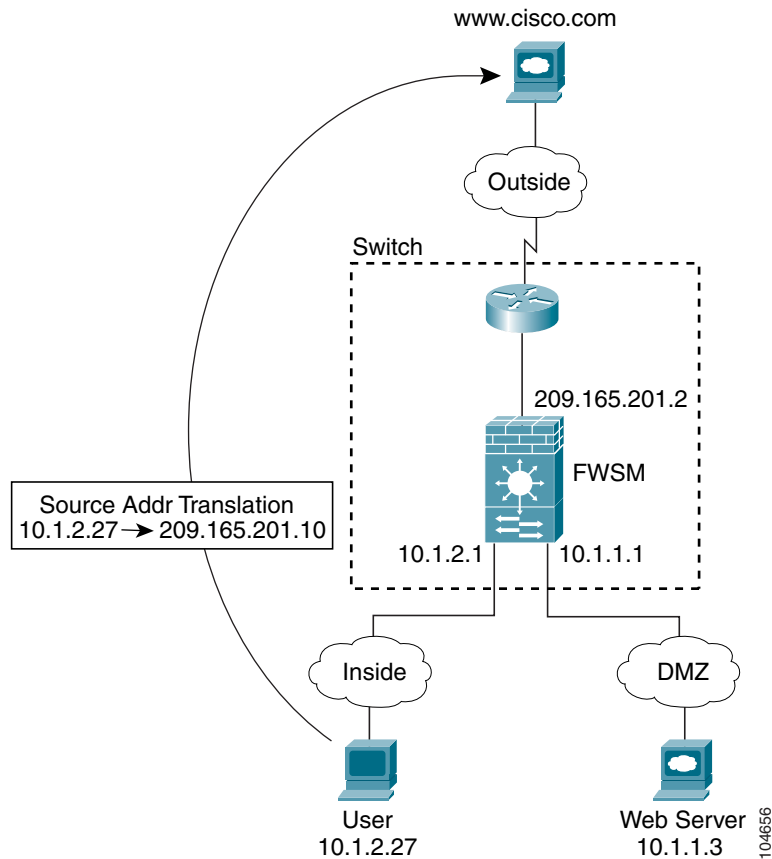 www.cisco.com
Outside
Switch
209.165.201.2
FWSM
Source Addr Translation
10.1.2.27 → 209.165.201.10
10.1.2.1
10.1.1.1
Inside
DMZ
User
10.1.2.27
Web Server
10.1.1.3
104656